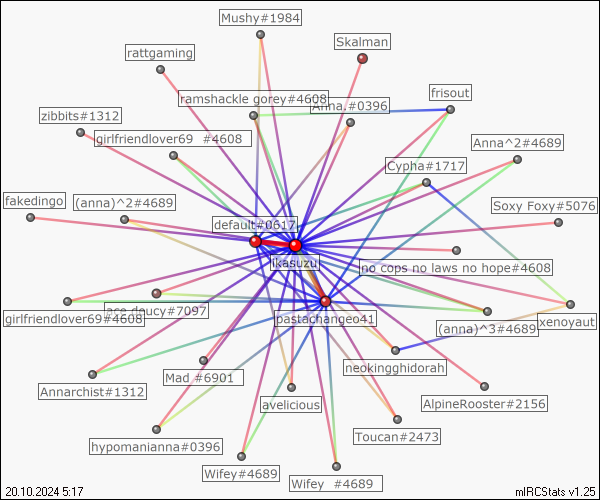 Mushy#1984
Skalman
rattgaming
frisout
ramshackle gorey#4608
Anna.#0396
zibbits#1312
girlfriendlover69 #4608
Anna^2#4689
Cypha#1717
fakedingo
(anna)^2#4689
Soxy Foxy#5076
default#0617
ikasuzu
no cops no laws no hope#4608
girlfriendlover69#4608
ace deucy#7097
pastachangeo41
(anna)^3#4689
xenoyaut
neokingghidorah
Annarchist#1312
Mad #6901
avelicious
AlpineRooster#2156
Toucan#2473
hypomanianna#0396
Wifey#4689
Wifey_#4689
20.10.2024 5:17
mIRCStats v1.25